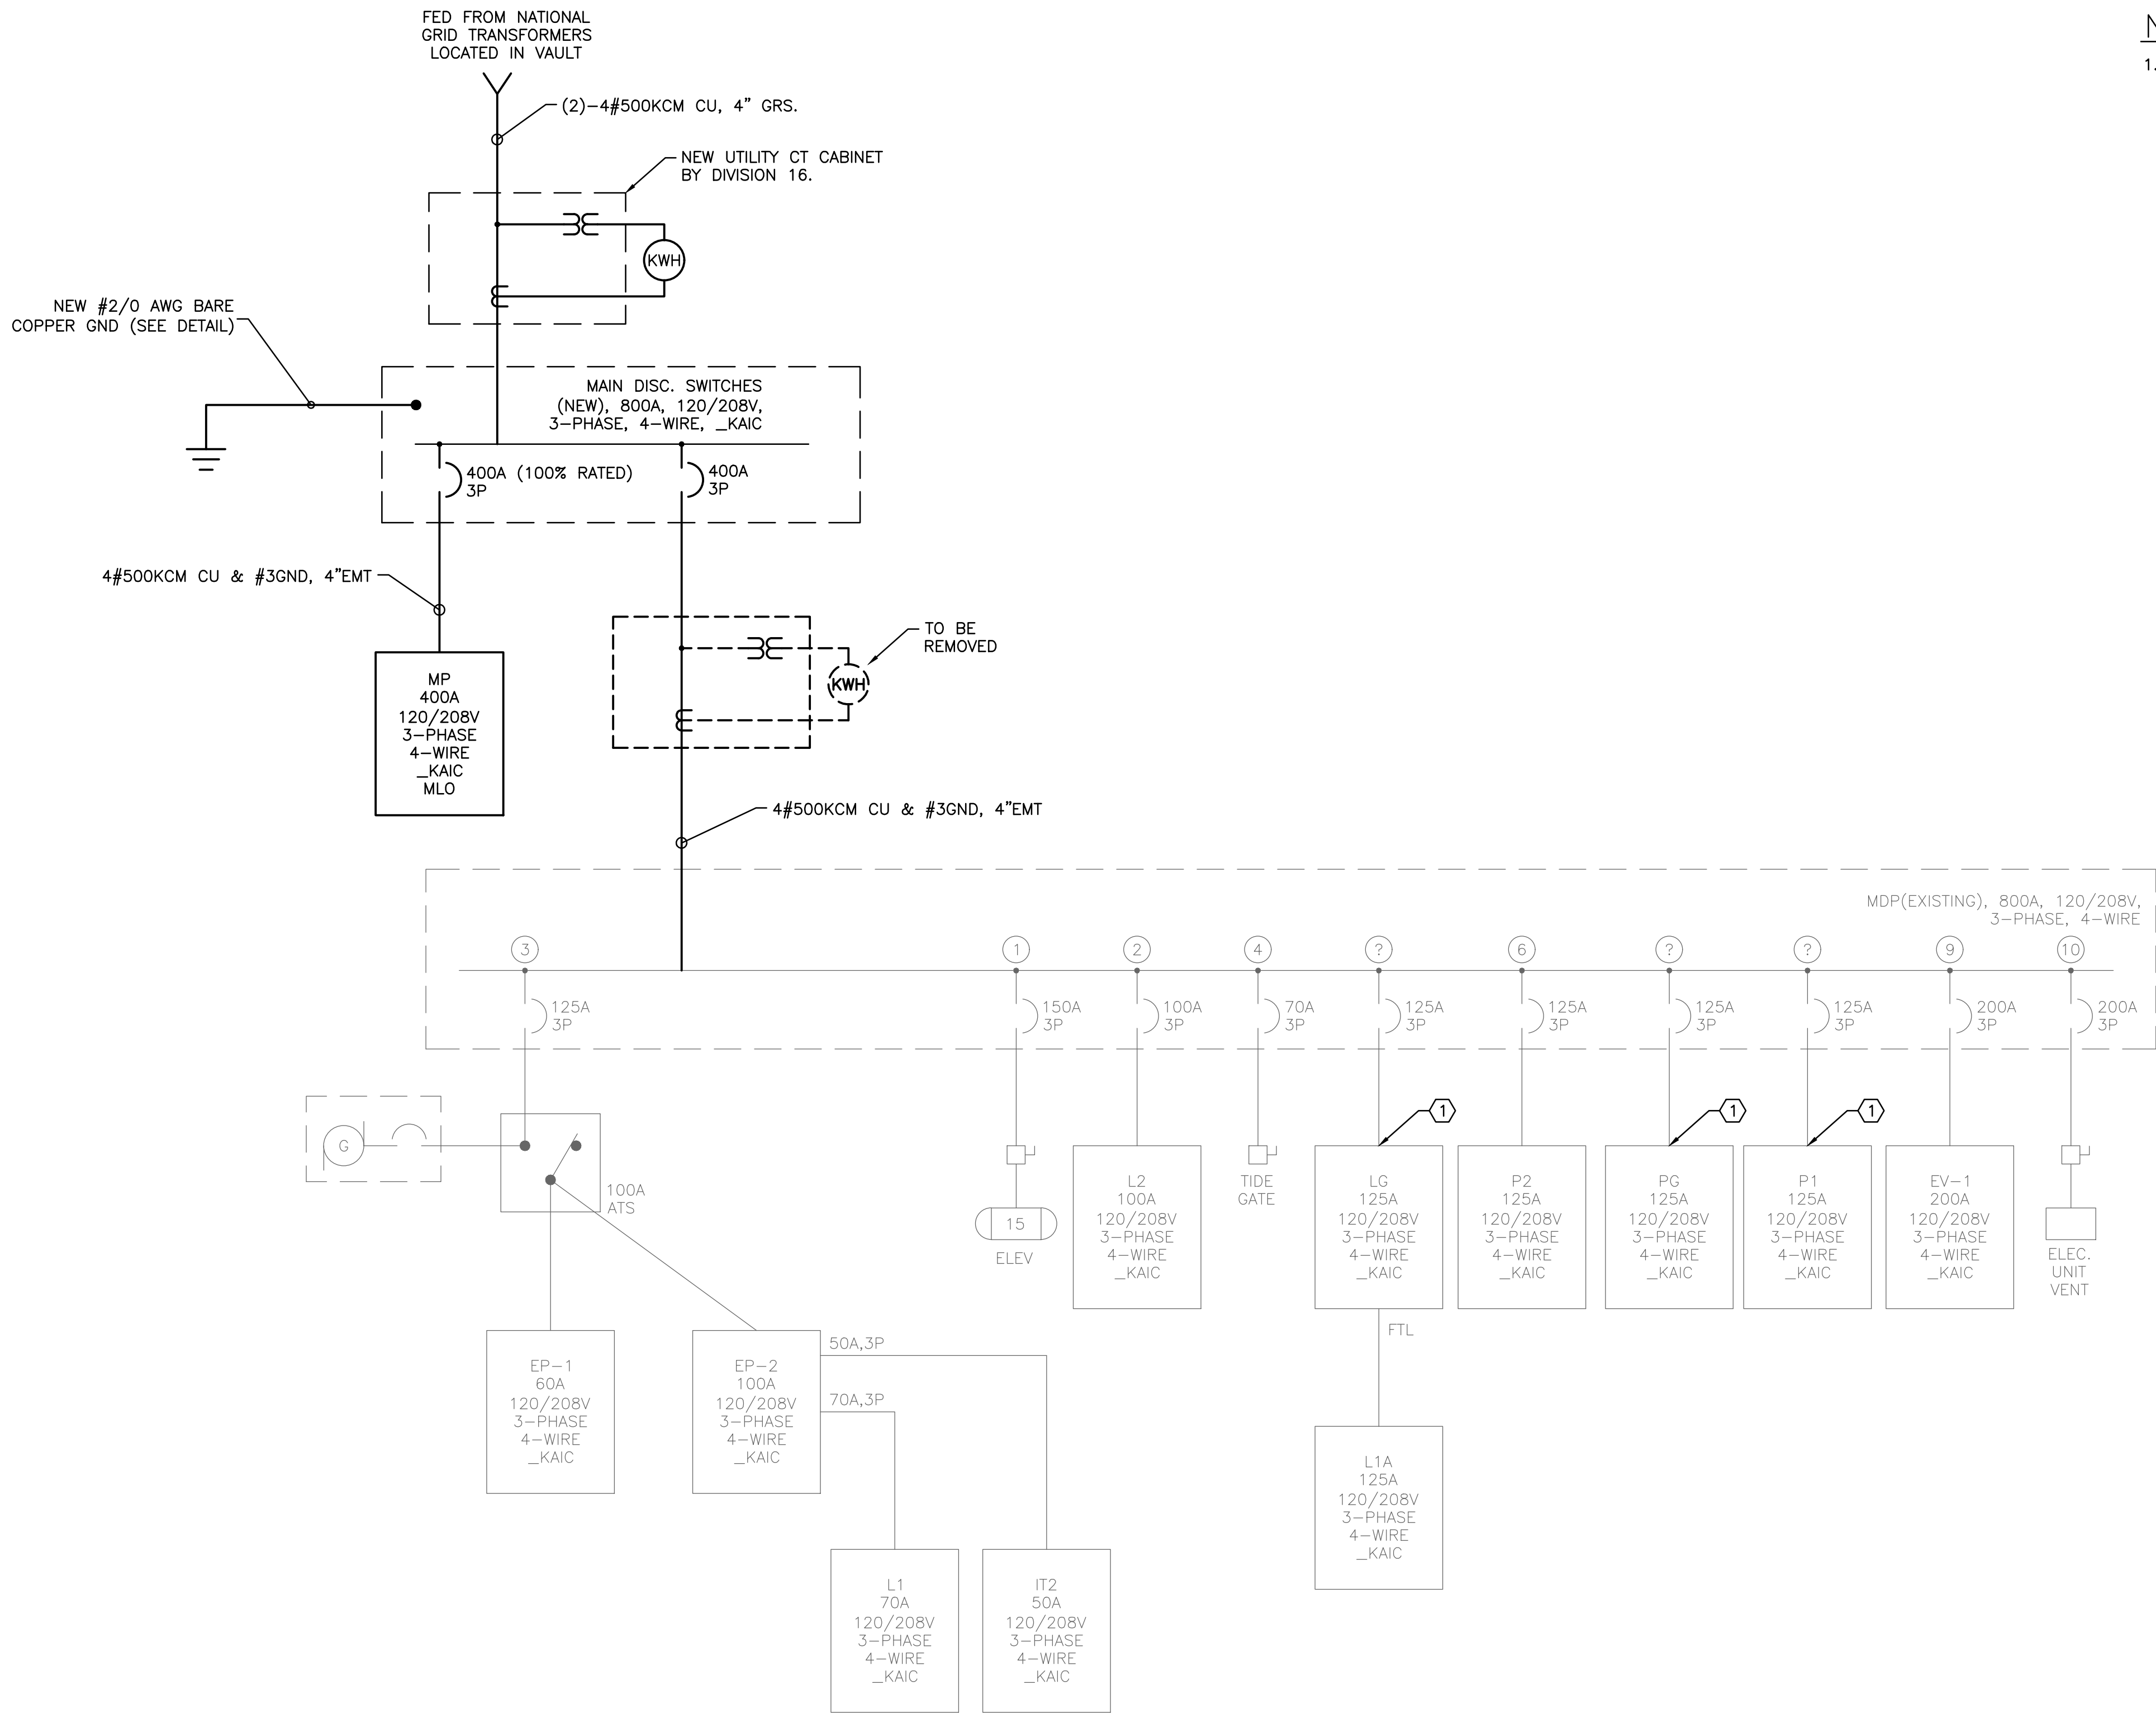 FED FROM NATIONAL
GRID TRANSFORMERS
LOCATED IN VAULT
1.
(2)-4#500KCM CU, 4" GRS.
NEW UTILITY CT CABINET
BY DIVISION 16.
KWH
NEW #2/0 AWG BARE
COPPER GND (SEE DETAIL)
MAIN DISC. SWITCHES
(NEW), 800A, 120/208V,
3-PHASE, 4-WIRE, _KAIC
400A (100% RATED)
3P
400A
3P
4#500KCM CU & #3GND, 4"EMT
TO BE
REMOVED
KWH
MP
400A
120/208V
3-PHASE
4-WIRE
_KAIC
MLO
4#500KCM CU & #3GND, 4"EMT
MDP(EXISTING), 800A, 120/208V,
3-PHASE, 4-WIRE
3
1
2
4
?
6
?
?
9
10
125A
3P
150A
3P
100A
3P
70A
3P
125A
3P
125A
3P
125A
3P
125A
3P
200A
3P
200A
3P
1
1
1
G
100A
ATS
15
ELEV
L2
100A
120/208V
3-PHASE
4-WIRE
_KAIC
TIDE
GATE
LG
125A
120/208V
3-PHASE
4-WIRE
_KAIC
P2
125A
120/208V
3-PHASE
4-WIRE
_KAIC
PG
125A
120/208V
3-PHASE
4-WIRE
_KAIC
P1
125A
120/208V
3-PHASE
4-WIRE
_KAIC
EV-1
200A
120/208V
3-PHASE
4-WIRE
_KAIC
ELEC.
UNIT
VENT
FTL
EP-1
60A
120/208V
3-PHASE
4-WIRE
_KAIC
EP-2
100A
120/208V
3-PHASE
4-WIRE
_KAIC
50A,3P
70A,3P
L1A
125A
120/208V
3-PHASE
4-WIRE
_KAIC
L1
70A
120/208V
3-PHASE
4-WIRE
_KAIC
IT2
50A
120/208V
3-PHASE
4-WIRE
_KAIC